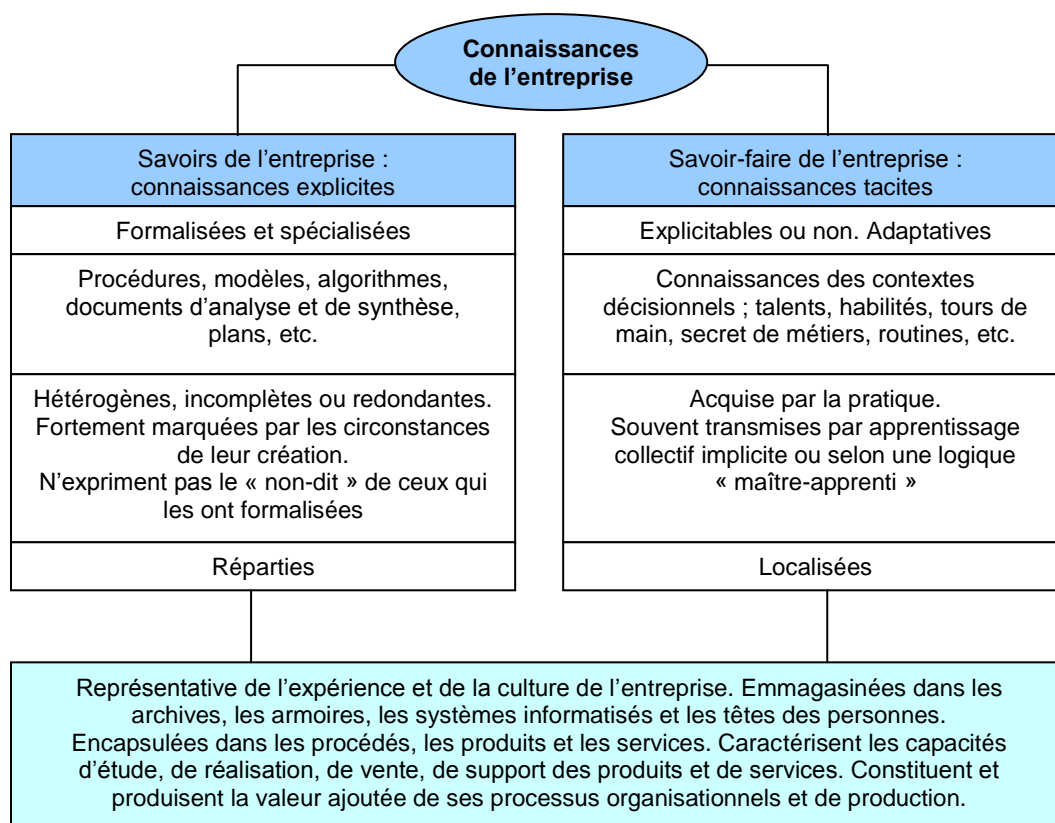 Connaissances
de l’entreprise
Savoirs de l’entreprise :
connaissances explicites
Formalisées et spécialisées
Procédures, modèles, algorithmes,
documents d’analyse et de synthèse,
plans, etc.
Hétérogènes, incomplètes ou redondantes.
Fortement marquées par les circonstances
de leur création.
N’expriment pas le « non-dit » de ceux qui
les ont formalisées
Réparties
Savoir-faire de l’entreprise :
connaissances tacites
Explicitables ou non. Adaptatives
Connaissances des contextes
décisionnels ; talents, habilités, tours de
main, secret de métiers, routines, etc.
Acquise par la pratique.
Souvent transmises par apprentissage
collectif implicite ou selon une logique
« maître-apprenti »
Localisées
Représentative de l’expérience et de la culture de l’entreprise. Emmagasinées dans les
archives, les armoires, les systèmes informatisés et les têtes des personnes.
Encapsulées dans les procédés, les produits et les services. Caractérisent les capacités
d’étude, de réalisation, de vente, de support des produits et de services. Constituent et
produisent la valeur ajoutée de ses processus organisationnels et de production.